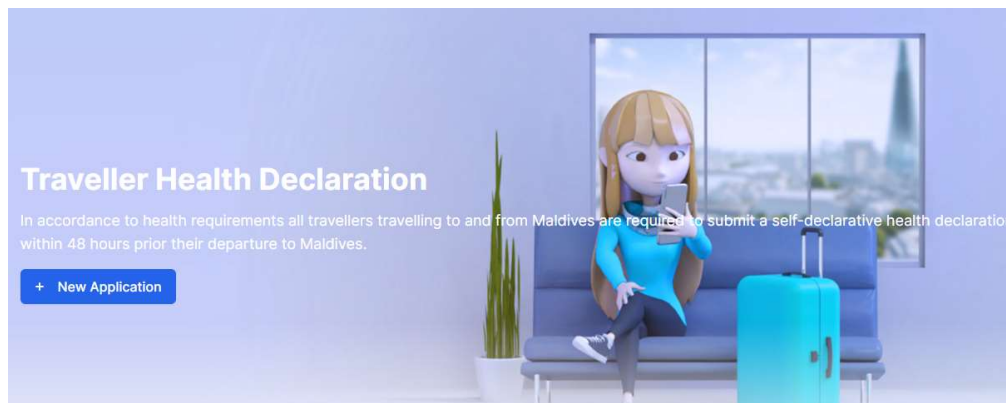 Traveller Health Declaration
In accordance to health requirements all travellers travelling to and from Maldives are required to submit a self-declarative health declaratio
within 48 hours prior their departure to Maldives.
+ New Application